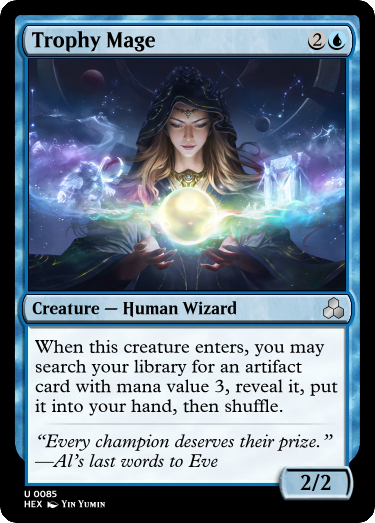 Trophy Mage 2
Creature — Human Wizard
When this creature enters, you may
search your library for an artifact
card with mana value 3, reveal it, put
it into your hand, then shuffle.
“Every champion deserves their prize.”
—Al’s last words to Eve
2/2
U 0085
HEX Yin Yumin